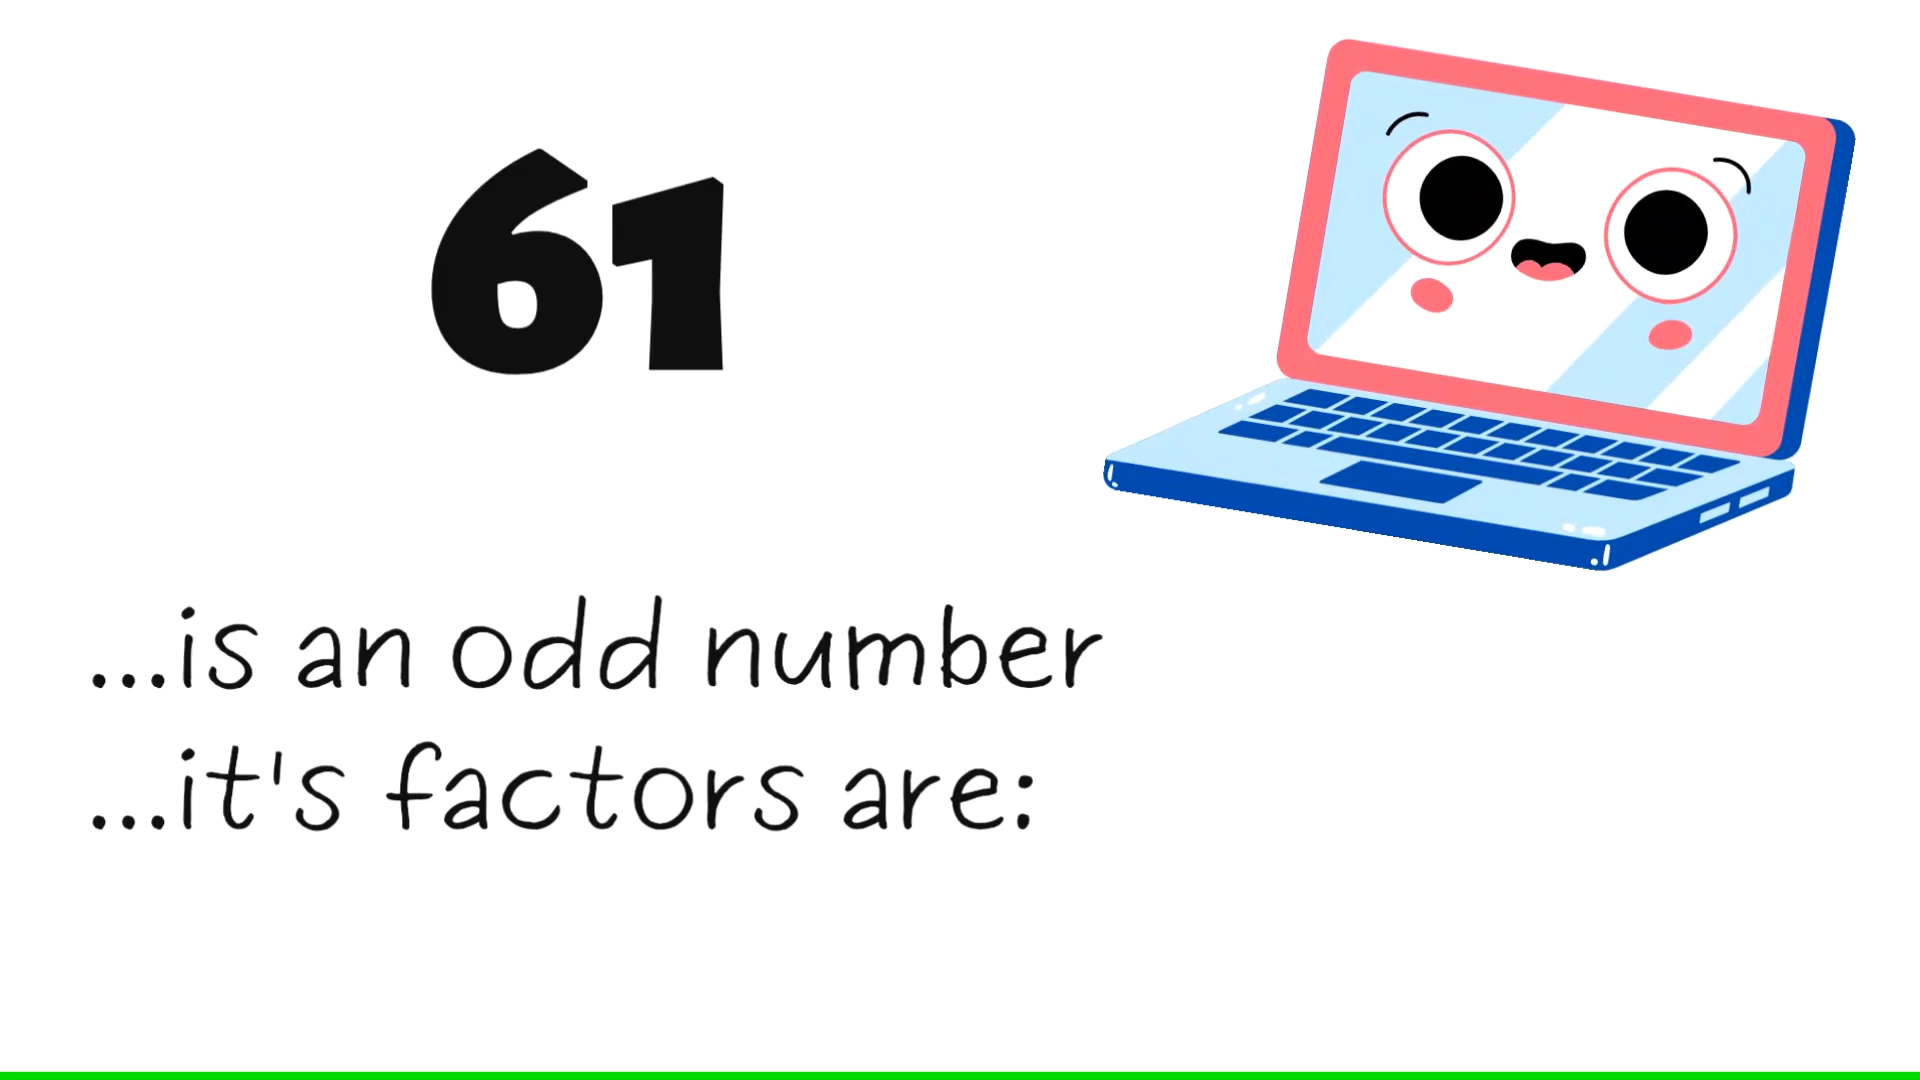 61
...is an odd number
...it's factors are: